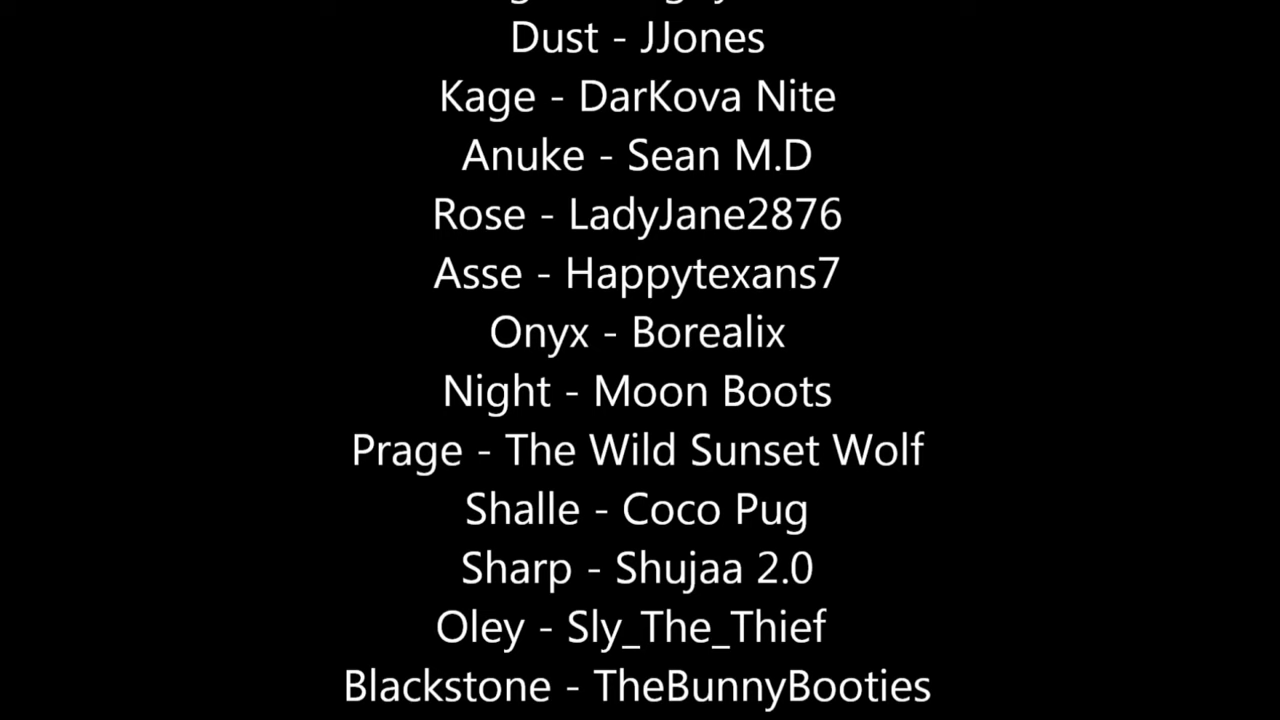 Dust - JJones
Kage - DarKova Nite
Anuke - Sean M.D
Rose - LadyJane2876
Asse - Happytexans7
Onyx - Borealix
Night - Moon Boots
Prage - The Wild Sunset Wolf
Shalle - Coco Pug
Sharp - Shujaa 2.0
Oley - Sly_The_Thief
Blackstone - TheBunnyBooties